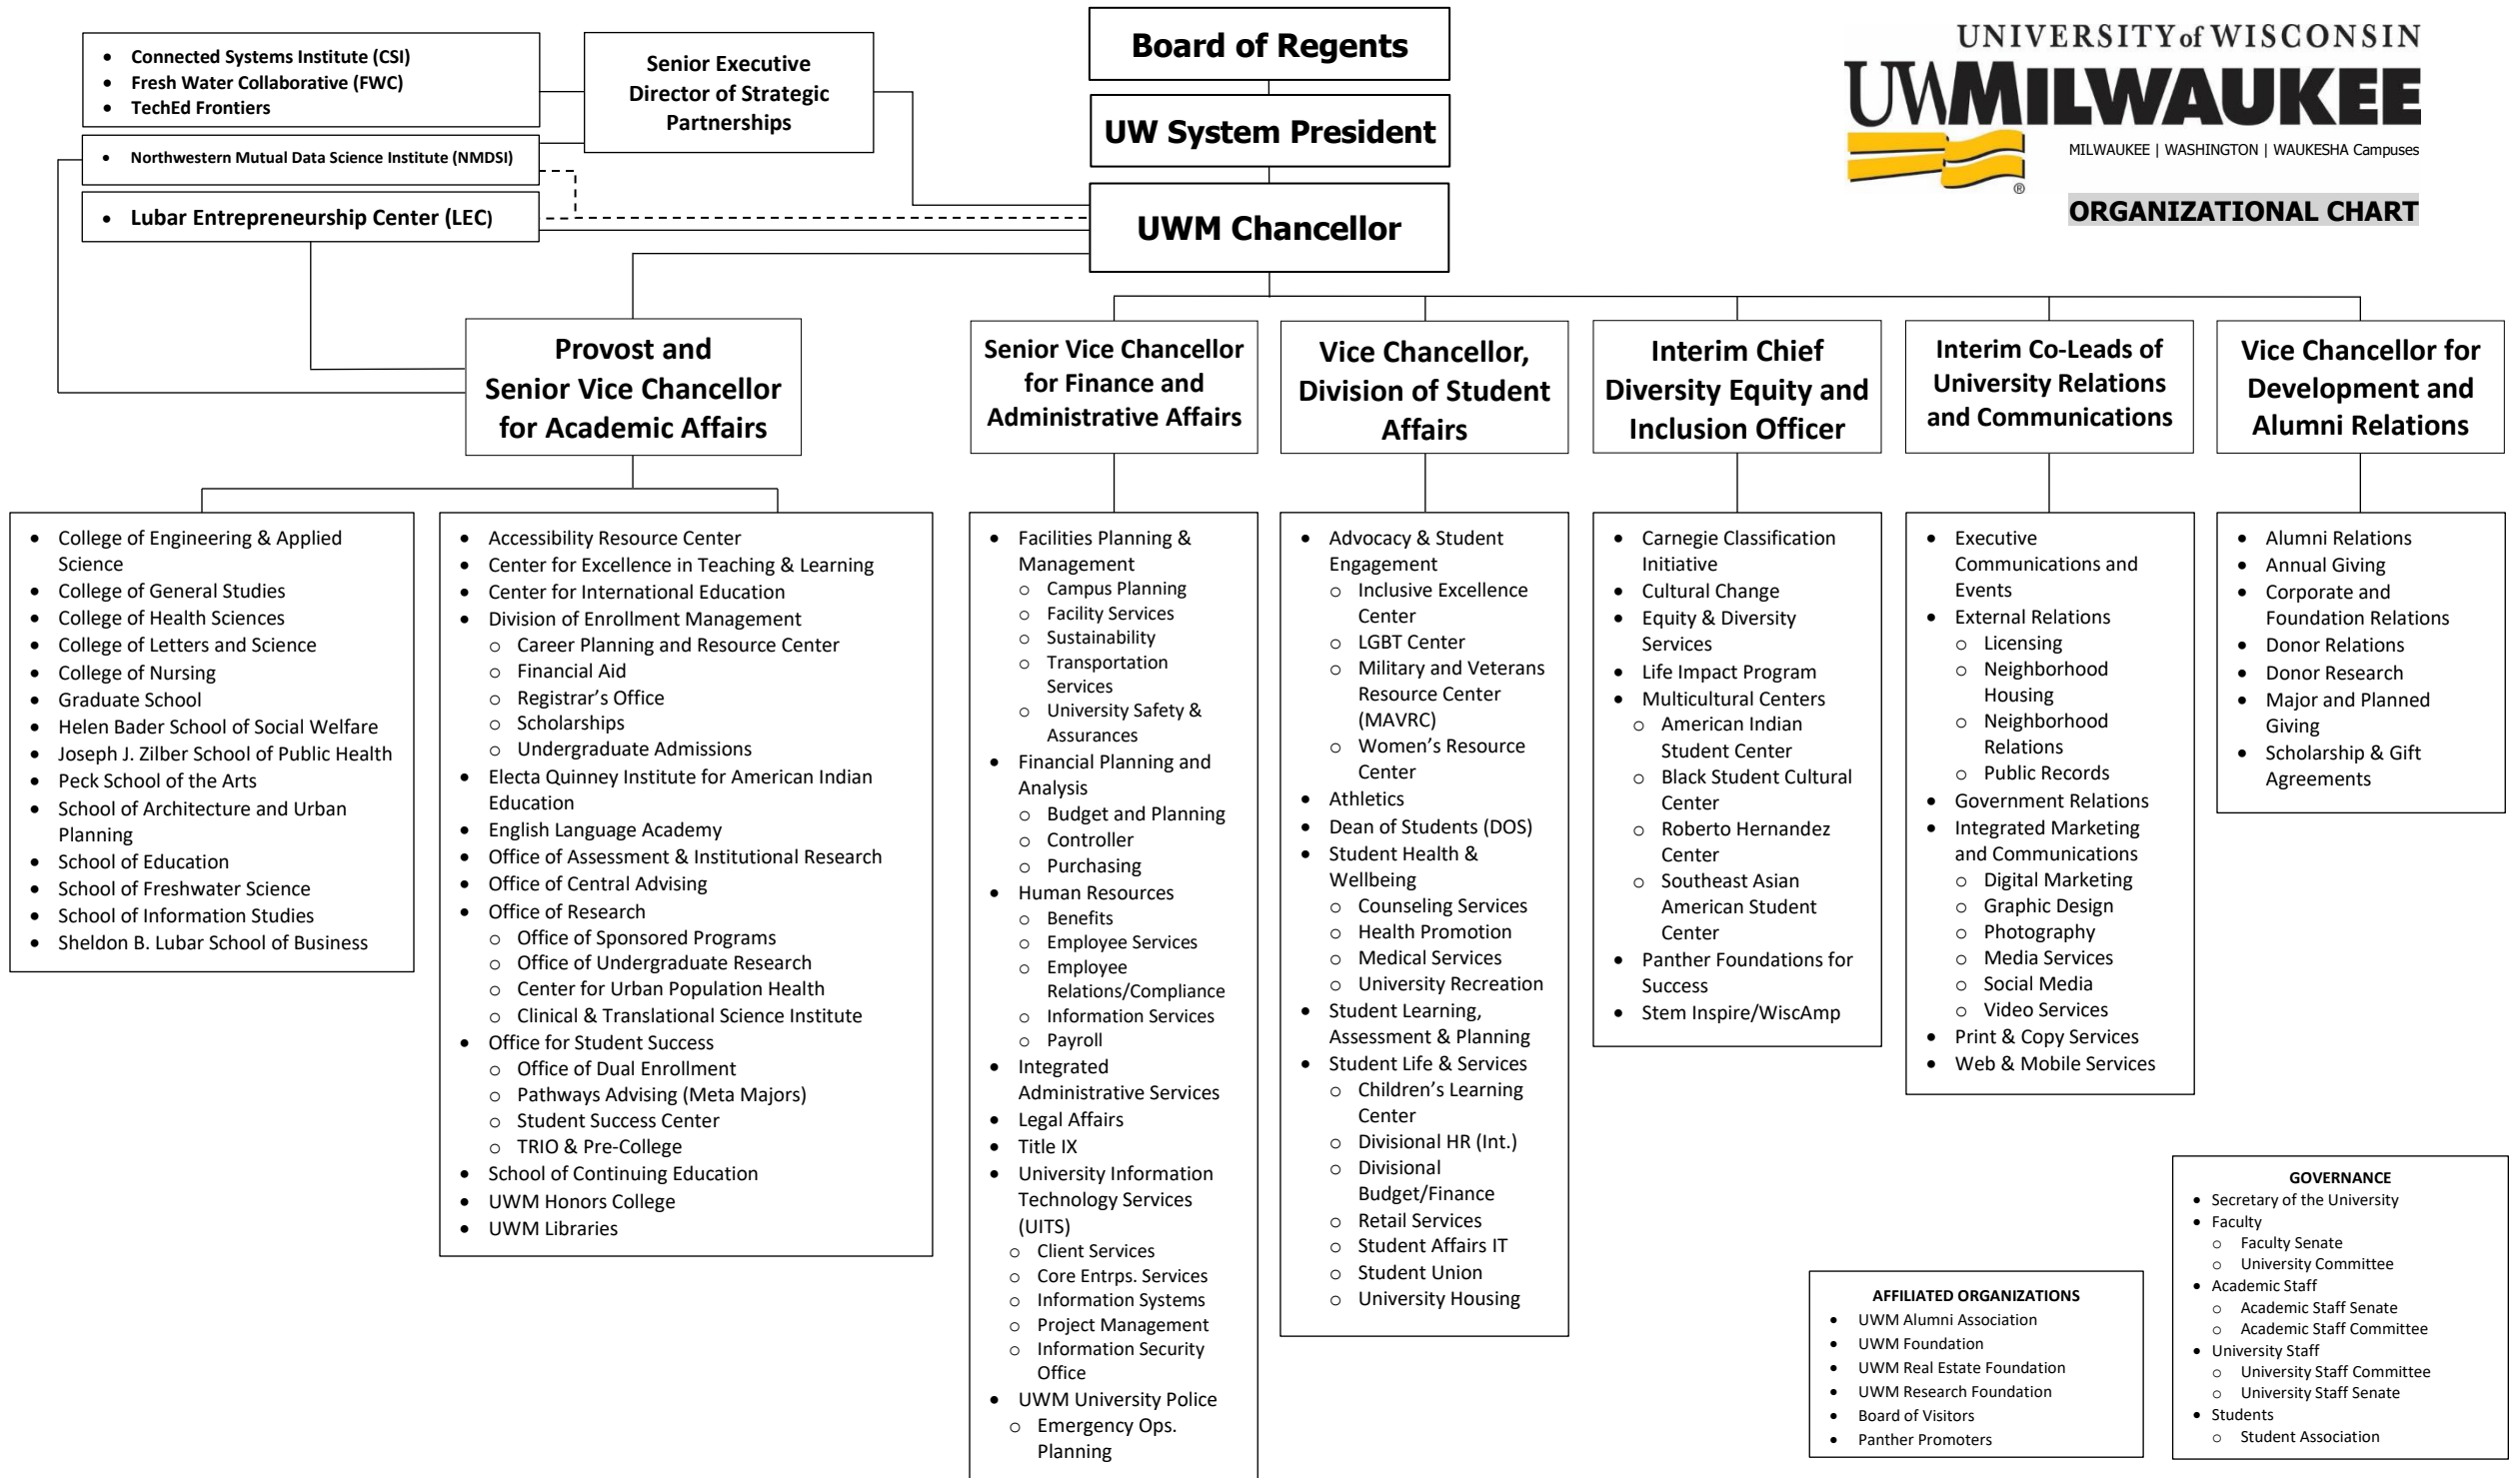 Board of Regents
UW System President
UWM Chancellor
UNIVERSITY of WISCONSIN
UWMILWAUKEE
®
MILWAUKEE | WASHINGTON | WAUKESHA Campuses
ORGANIZATIONAL CHART
• Connected Systems Institute (CSI)
• Fresh Water Collaborative (FWC)
• TechEd Frontiers
Senior Executive
Director of Strategic
Partnerships
• Northwestern Mutual Data Science Institute (NMDSI)
• Lubar Entrepreneurship Center (LEC)
Provost and
Senior Vice Chancellor
for Academic Affairs
• College of Engineering & Applied
Science
• College of General Studies
• College of Health Sciences
• College of Letters and Science
• College of Nursing
• Graduate School
• Helen Bader School of Social Welfare
• Joseph J. Zilber School of Public Health
• Peck School of the Arts
• School of Architecture and Urban
Planning
• School of Education
• School of Freshwater Science
• School of Information Studies
• Sheldon B. Lubar School of Business
• Accessibility Resource Center
• Center for Excellence in Teaching & Learning
• Center for International Education
• Division of Enrollment Management
o Career Planning and Resource Center
o Financial Aid
o Registrar’s Office
o Scholarships
o Undergraduate Admissions
• Electa Quinney Institute for American Indian
Education
• English Language Academy
• Office of Assessment & Institutional Research
• Office of Central Advising
• Office of Research
o Office of Sponsored Programs
o Office of Undergraduate Research
o Center for Urban Population Health
o Clinical & Translational Science Institute
• Office for Student Success
o Office of Dual Enrollment
o Pathways Advising (Meta Majors)
o Student Success Center
o TRIO & Pre-College
• School of Continuing Education
• UWM Honors College
• UWM Libraries
Senior Vice Chancellor
for Finance and
Administrative Affairs
• Facilities Planning &
Management
o Campus Planning
o Facility Services
o Sustainability
o Transportation
Services
o University Safety &
Assurances
• Financial Planning and
Analysis
o Budget and Planning
o Controller
o Purchasing
• Human Resources
o Benefits
o Employee Services
o Employee
Relations/Compliance
o Information Services
o Payroll
• Integrated
Administrative Services
• Legal Affairs
• Title IX
• University Information
Technology Services
(UITS)
o Client Services
o Core Entrps. Services
o Information Systems
o Project Management
o Information Security
Office
• UWM University Police
o Emergency Ops.
Planning
Vice Chancellor,
Division of Student
Affairs
• Advocacy & Student
Engagement
o Inclusive Excellence
Center
o LGBT Center
o Military and Veterans
Resource Center
(MAVRC)
o Women’s Resource
Center
• Athletics
• Dean of Students (DOS)
• Student Health &
Wellbeing
o Counseling Services
o Health Promotion
o Medical Services
o University Recreation
• Student Learning,
Assessment & Planning
• Student Life & Services
o Children’s Learning
Center
o Divisional HR (Int.)
o Divisional
Budget/Finance
o Retail Services
o Student Affairs IT
o Student Union
o University Housing
Interim Chief
Diversity Equity and
Inclusion Officer
• Carnegie Classification
Initiative
• Cultural Change
• Equity & Diversity
Services
• Life Impact Program
• Multicultural Centers
o American Indian
Student Center
o Black Student Cultural
Center
o Roberto Hernandez
Center
o Southeast Asian
American Student
Center
• Panther Foundations for
Success
• Stem Inspire/WiscAmp
Interim Co-Leads of
University Relations
and Communications
• Executive
Communications and
Events
• External Relations
o Licensing
o Neighborhood
Housing
o Neighborhood
Relations
o Public Records
• Government Relations
• Integrated Marketing
and Communications
o Digital Marketing
o Graphic Design
o Photography
o Media Services
o Social Media
o Video Services
• Print & Copy Services
• Web & Mobile Services
Vice Chancellor for
Development and
Alumni Relations
• Alumni Relations
• Annual Giving
• Corporate and
Foundation Relations
• Donor Relations
• Donor Research
• Major and Planned
Giving
• Scholarship & Gift
Agreements
AFFILIATED ORGANIZATIONS
• UWM Alumni Association
• UWM Foundation
• UWM Real Estate Foundation
• UWM Research Foundation
• Board of Visitors
• Panther Promoters
GOVERNANCE
• Secretary of the University
• Faculty
o Faculty Senate
o University Committee
• Academic Staff
o Academic Staff Senate
o Academic Staff Committee
• University Staff
o University Staff Committee
o University Staff Senate
• Students
o Student Association